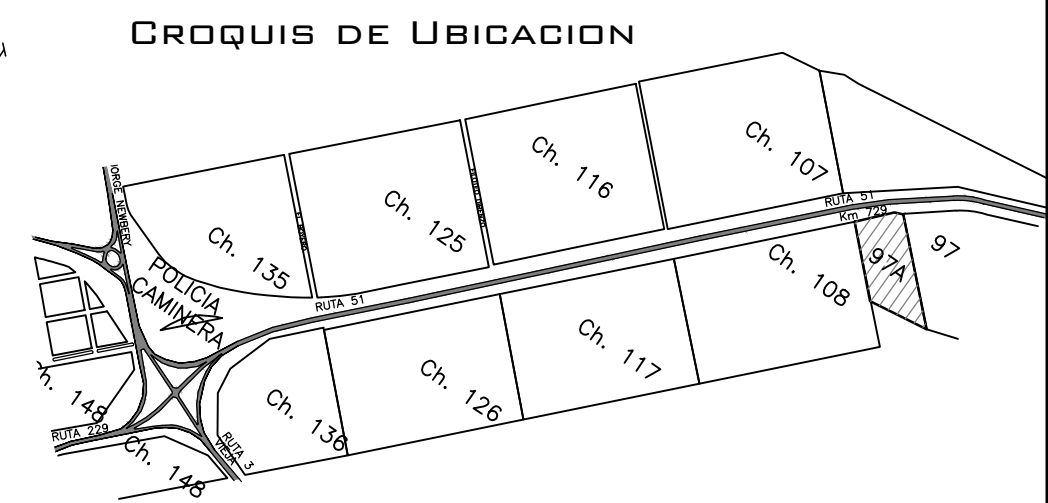 CROQUIS DE UBICACION
JORGE NEWBERY
Ch. 135
Ch. 125
Ch. 116
Ch. 107
RUTA 51
Km 729
97A
97
POLICIA
CAMINERA
RUTA 51
Ch. 108
Ch. 117
Ch. 126
Ch. 136
148
RUTA 229
Ch. 148
RUTA 3
VIEJA